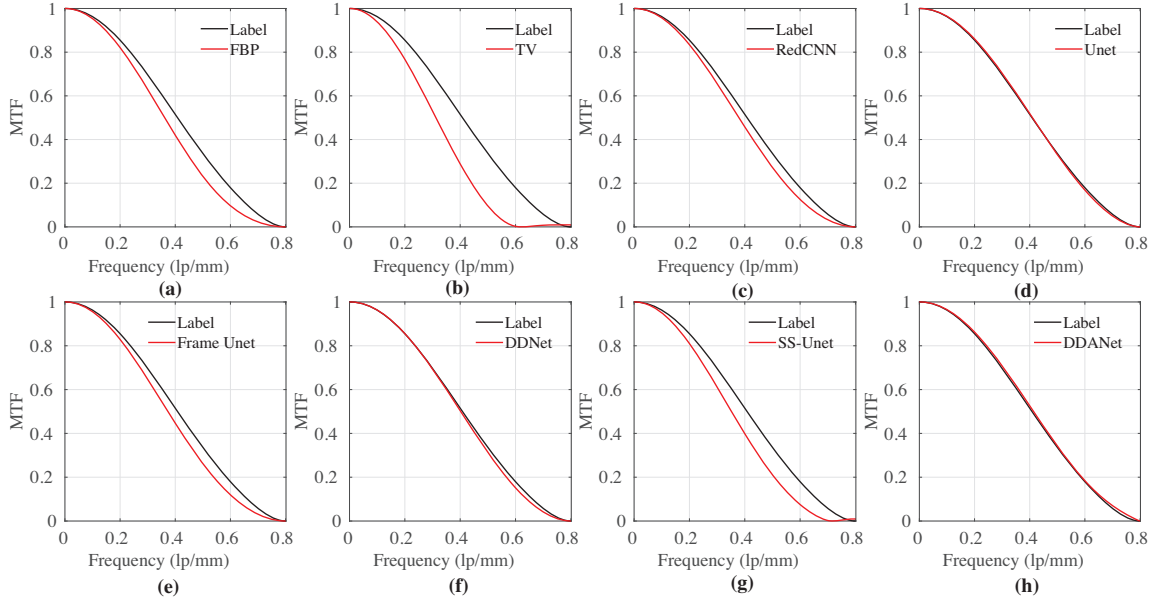 1
0.8
0.6
0.4
0.2
0
MTF
Label
FBP
0 0.2 0.4 0.6 0.8
Frequency (lp/mm)
(a)
1
0.8
0.6
0.4
0.2
0
MTF
Label
TV
0 0.2 0.4 0.6 0.8
Frequency (lp/mm)
(b)
1
0.8
0.6
0.4
0.2
0
MTF
Label
RedCNN
0 0.2 0.4 0.6 0.8
Frequency (lp/mm)
(c)
1
0.8
0.6
0.4
0.2
0
MTF
Label
Unet
0 0.2 0.4 0.6 0.8
Frequency (lp/mm)
(d)
1
0.8
0.6
0.4
0.2
0
MTF
Label
Frame Unet
0 0.2 0.4 0.6 0.8
Frequency (lp/mm)
(e)
1
0.8
0.6
0.4
0.2
0
MTF
Label
DDNet
0 0.2 0.4 0.6 0.8
Frequency (lp/mm)
(f)
1
0.8
0.6
0.4
0.2
0
MTF
Label
SS-Unet
0 0.2 0.4 0.6 0.8
Frequency (lp/mm)
(g)
1
0.8
0.6
0.4
0.2
0
MTF
Label
DDANet
0 0.2 0.4 0.6 0.8
Frequency (lp/mm)
(h)